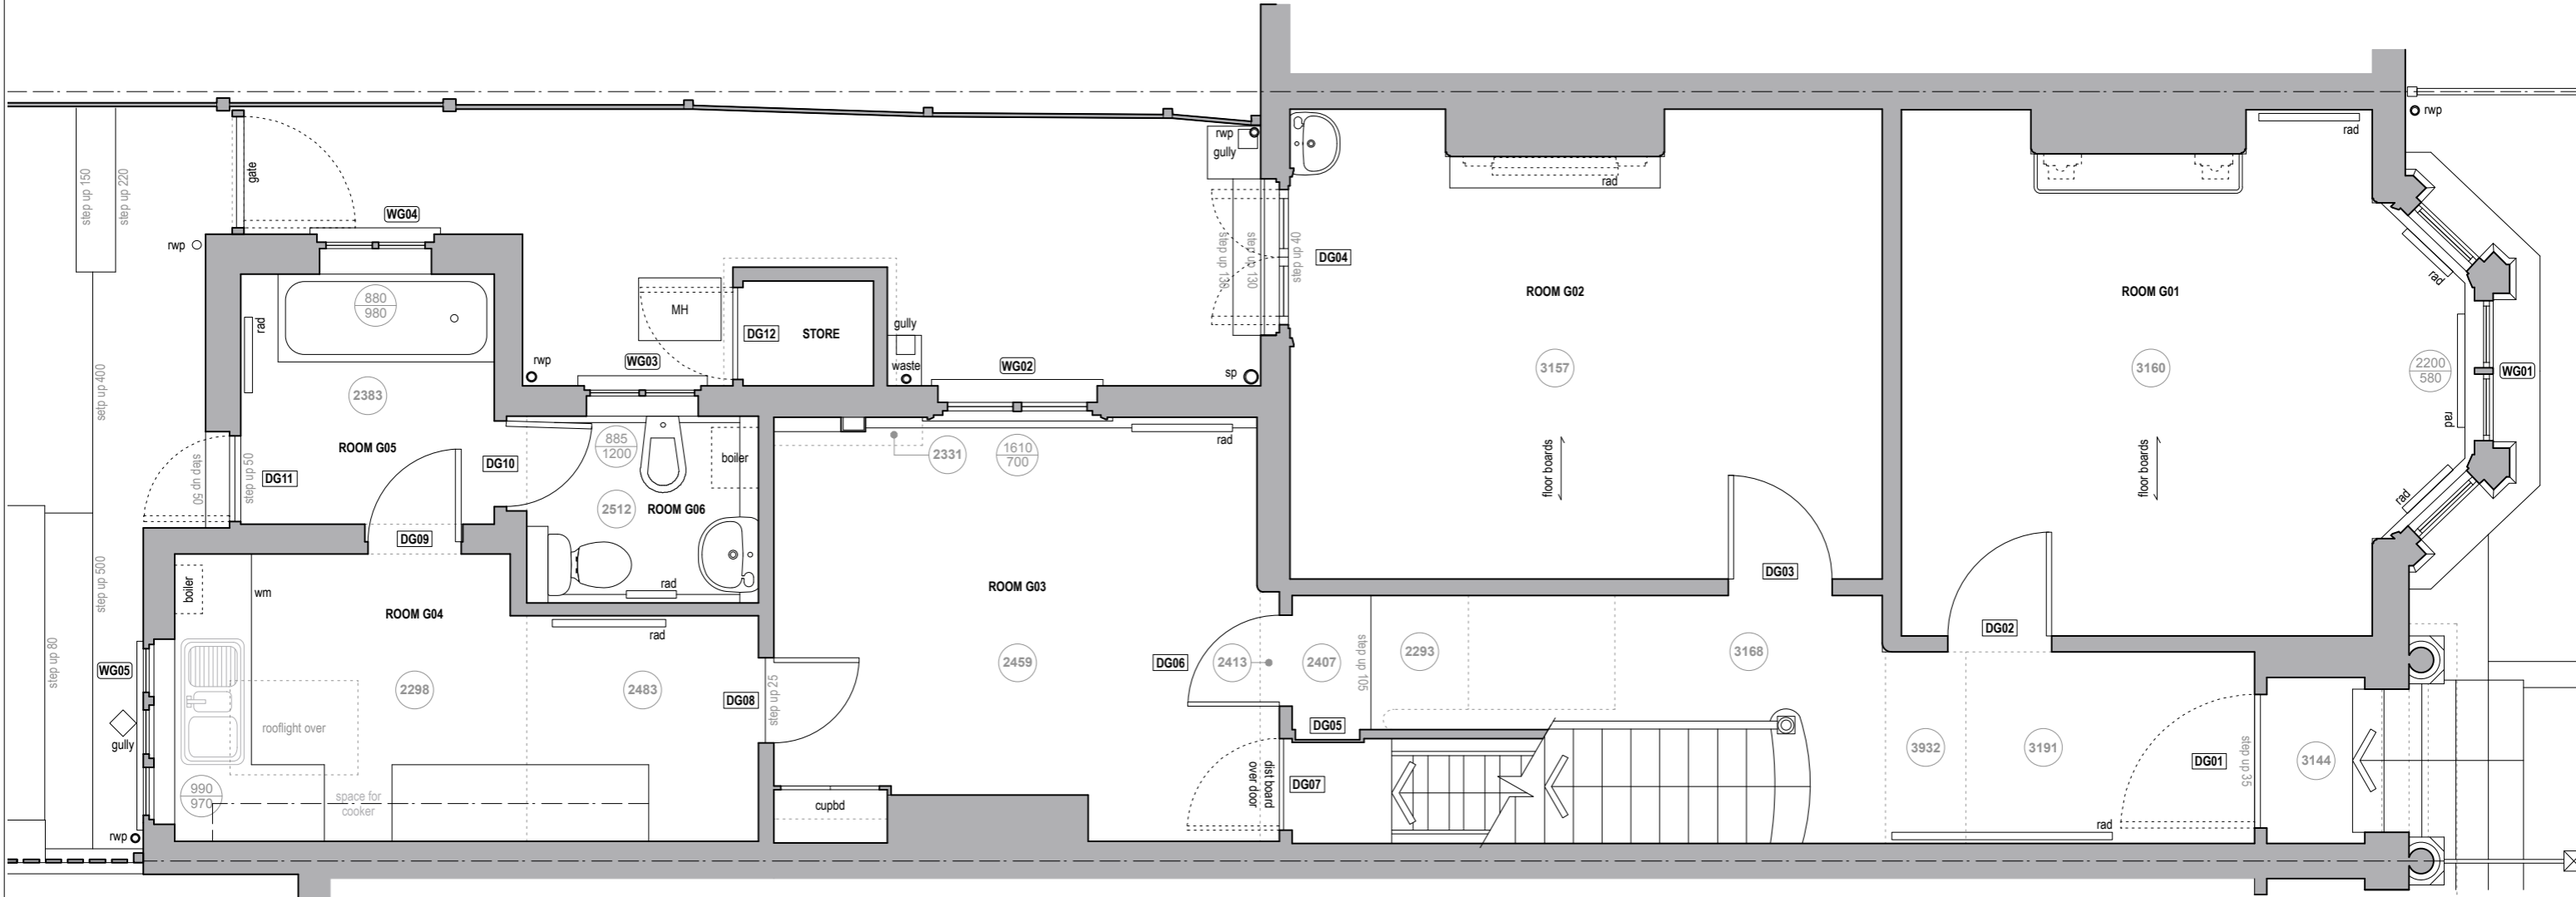 step up 150
step up 220
gate
WG04
rwp
setp up 400
step up 500
step up 80
rad
880
980
2383
ROOM G05
DG11
step up 50
step up 50
DG09
DG10
rwp
MH
WG03
DG12
STORE
gully
waste
WG02
rwp
gully
sp
step up 130
step up 130
step up 40
DG04
885
1200
boiler
2512
ROOM G06
rad
boiler
wm
ROOM G04
rad
WG05
gully
rwp
2298
2483
rooflight over
990
970
space for
cooker
DG08
step up 25
2331
1610
700
rad
ROOM G03
2459
cupbd
DG06
2413
2407
step up 105
2293
DG05
DG07
dist board
over door
rad
ROOM G02
3157
floor boards
DG03
3168
rad
ROOM G01
3160
floor boards
DG02
rwp
rad
2200
580
WG01
rad
rad
3932
3191
rad
DG01
step up 35
3144